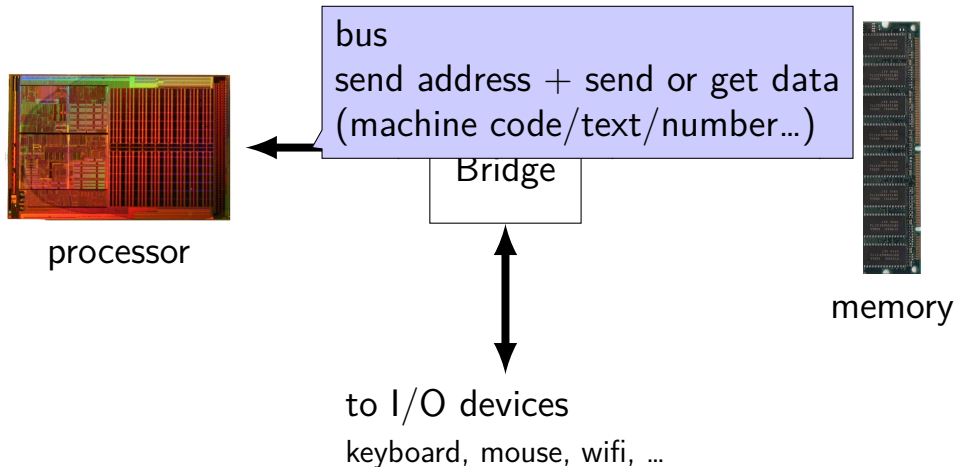 bus
send address + send or get data
(machine code/text/number…)
Bridge
processor
memory
to I/O devices
keyboard, mouse, wifi, …